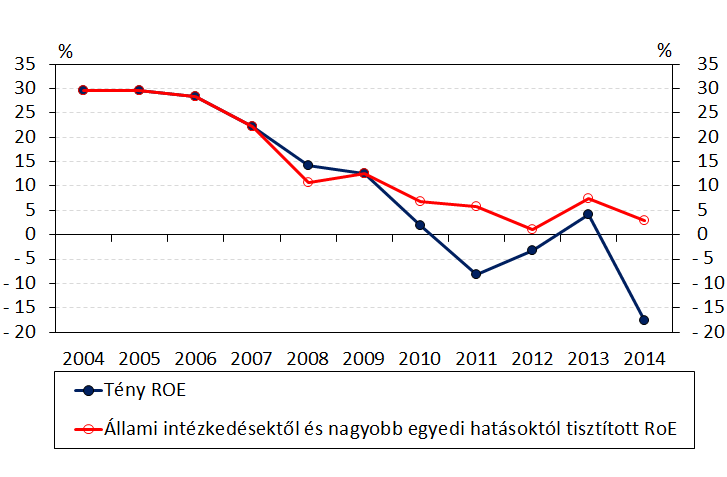 % %
35 35
30 30
25 25
20 20
15 15
10 10
5 5
0 0
- 5 - 5
- 10 - 10
- 15 - 15
- 20 - 20
2004 2005 2006 2007 2008 2009 2010 2011 2012 2013 2014
Tény ROE
Állami intézkedésektől és nagyobb egyedi hatásoktól tisztított RoE